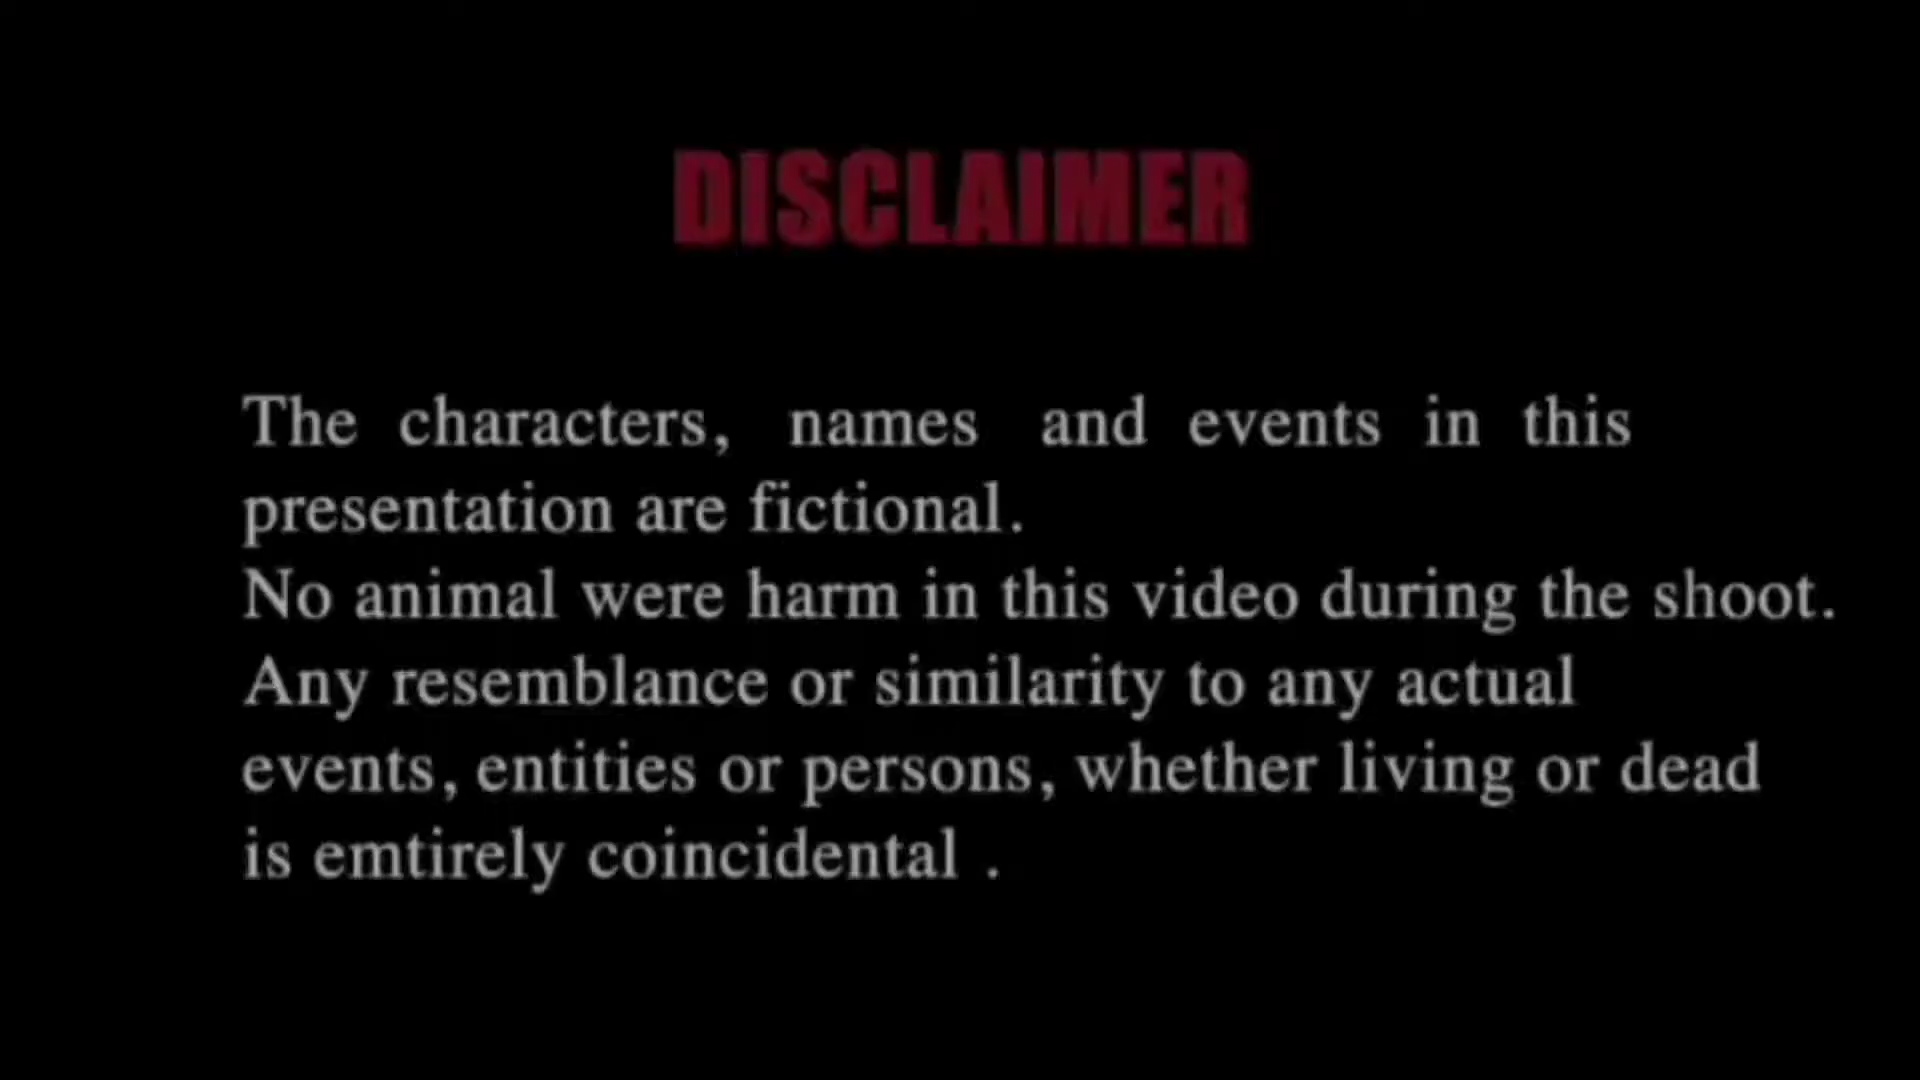 DISCLAIMER
The characters, names and events in this
presentation are fictional.
No animal were harm in this video during the shoot.
Any resemblance or similarity to any actual
events, entities or persons, whether living or dead
is emtirely coincidental .